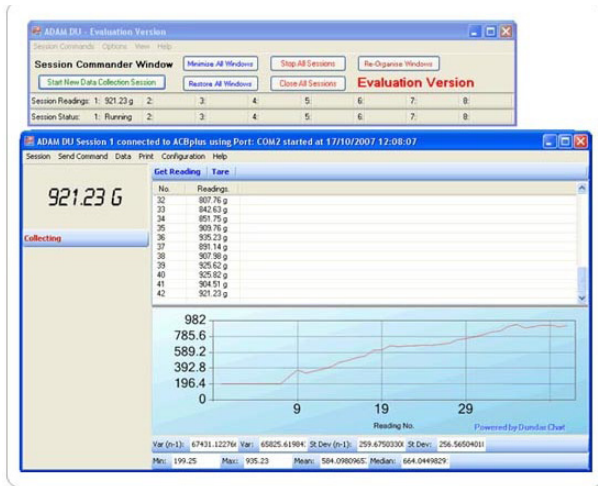 ADAM DU - Evaluation Version
Session Commands Options View Help
Session Commander Window Minimize All Windows Stop All Sessions Re-Organise Windows
Start New Data Collection Session Restore All Windows Close All Sessions Evaluation Version
Session Readings: 1: 921.23 g 2: 3: 4: 5: 6: 7: 8:
Session Status: 1: Running 2: 3: 4: 5: 6: 7: 8:
ADAM DU Session 1 connected to ACBplus using Port: COM2 started at 17/10/2007 12:08:07
Session Send Command Data Print Configuration Help
921.23 G
Collecting
Get Reading Tare
No. Readings.
32 807.76 g
33 842.63 g
34 851.75 g
35 909.76 g
36 935.23 g
37 891.14 g
38 907.98 g
39 925.62 g
40 925.82 g
41 904.51 g
42 921.23 g
982
785.6
589.2
392.8
196.4
0
9 19 29
Reading No.
Powered by Dundas Chart
Var (n-1): 67431.12276 Var: 65825.6198 St Dev (n-1): 259.6750330 St Dev: 256.5650401
Min: 199.25 Max: 935.23 Mean: 584.0980965 Median: 664.0449829